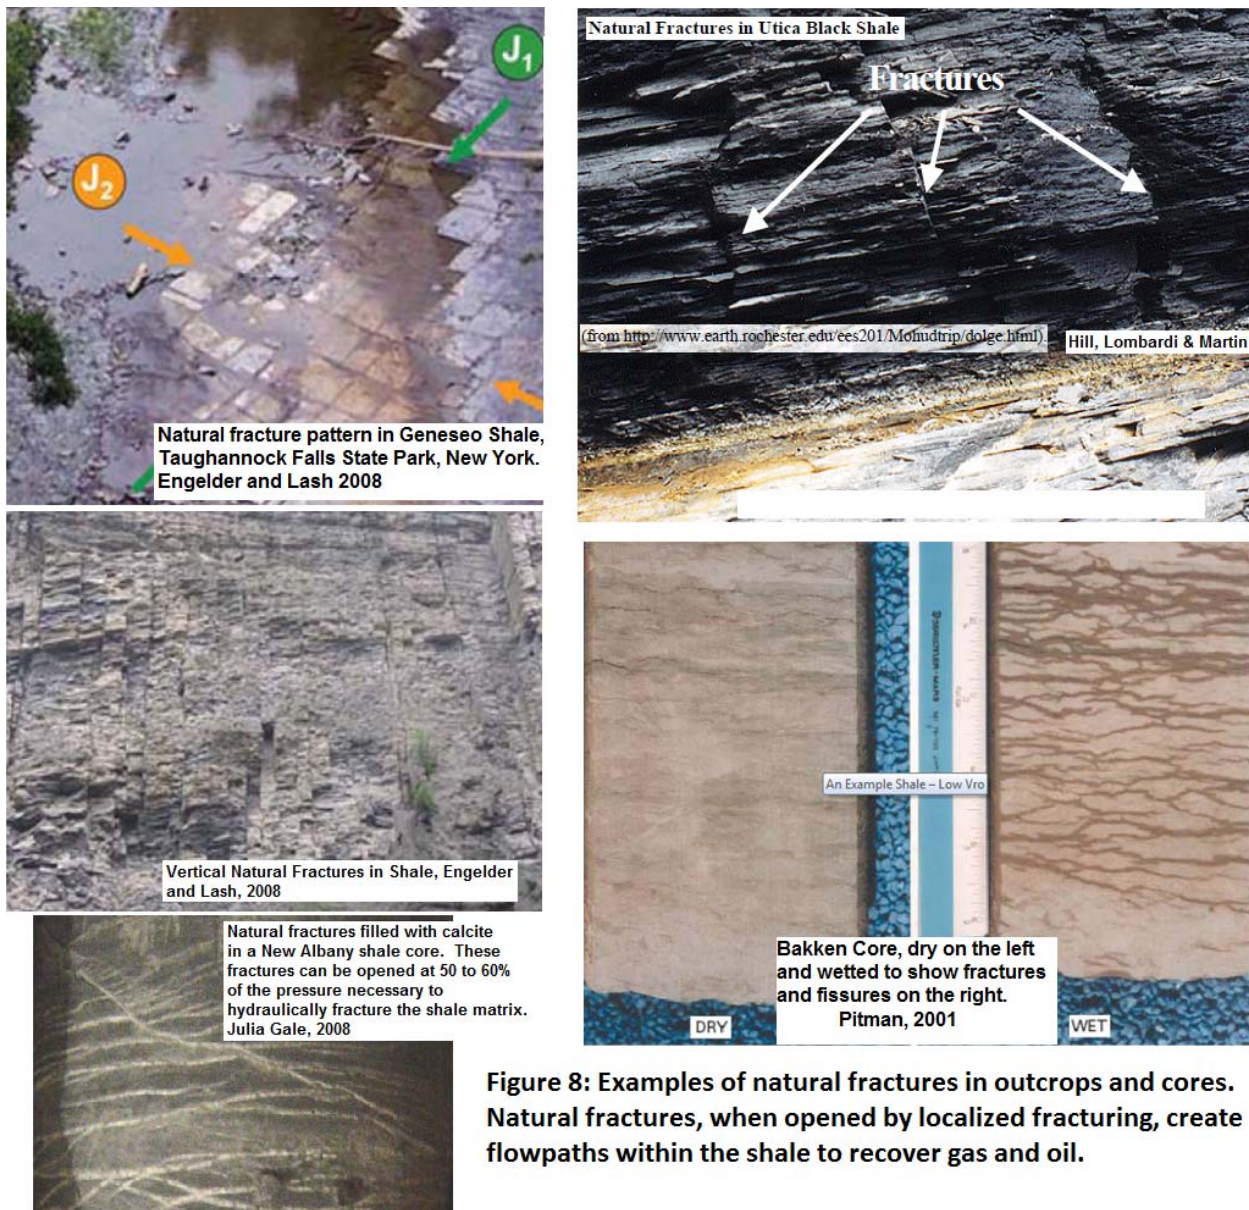 J1
J2
Natural fracture pattern in Geneseo Shale,
Taughannock Falls State Park, New York.
Engelder and Lash 2008
Natural Fractures in Utica Black Shale
Fractures
(from http://www.earth.rochester.edu/ees201/Mohudtrip/dolge.html).
Hill, Lombardi & Martin
Vertical Natural Fractures in Shale, Engelder
and Lash, 2008
An Example Shale – Low Vro
Bakken Core, dry on the left
and wetted to show fractures
and fissures on the right.
Pitman, 2001
DRY
WET
Natural fractures filled with calcite
in a New Albany shale core. These
fractures can be opened at 50 to 60%
of the pressure necessary to
hydraulically fracture the shale matrix.
Julia Gale, 2008
Figure 8: Examples of natural fractures in outcrops and cores.
Natural fractures, when opened by localized fracturing, create
flowpaths within the shale to recover gas and oil.